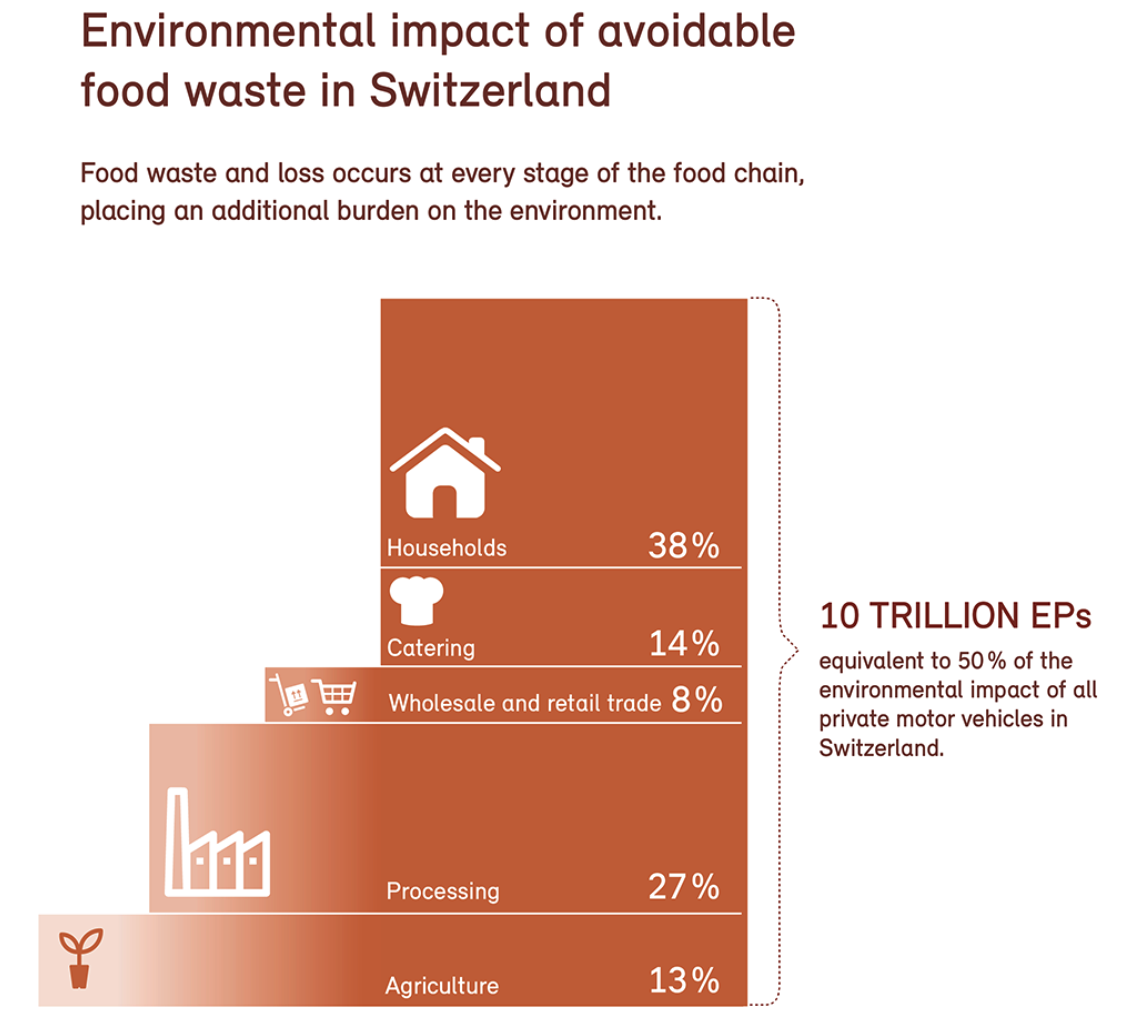 Environmental impact of avoidable
food waste in Switzerland
Food waste and loss occurs at every stage of the food chain,
placing an additional burden on the environment.
Households 38%
Catering 14%
Wholesale and retail trade 8%
Processing 27%
Agriculture 13%
10 TRILLION EPs
equivalent to 50% of the
environmental impact of all
private motor vehicles in
Switzerland.